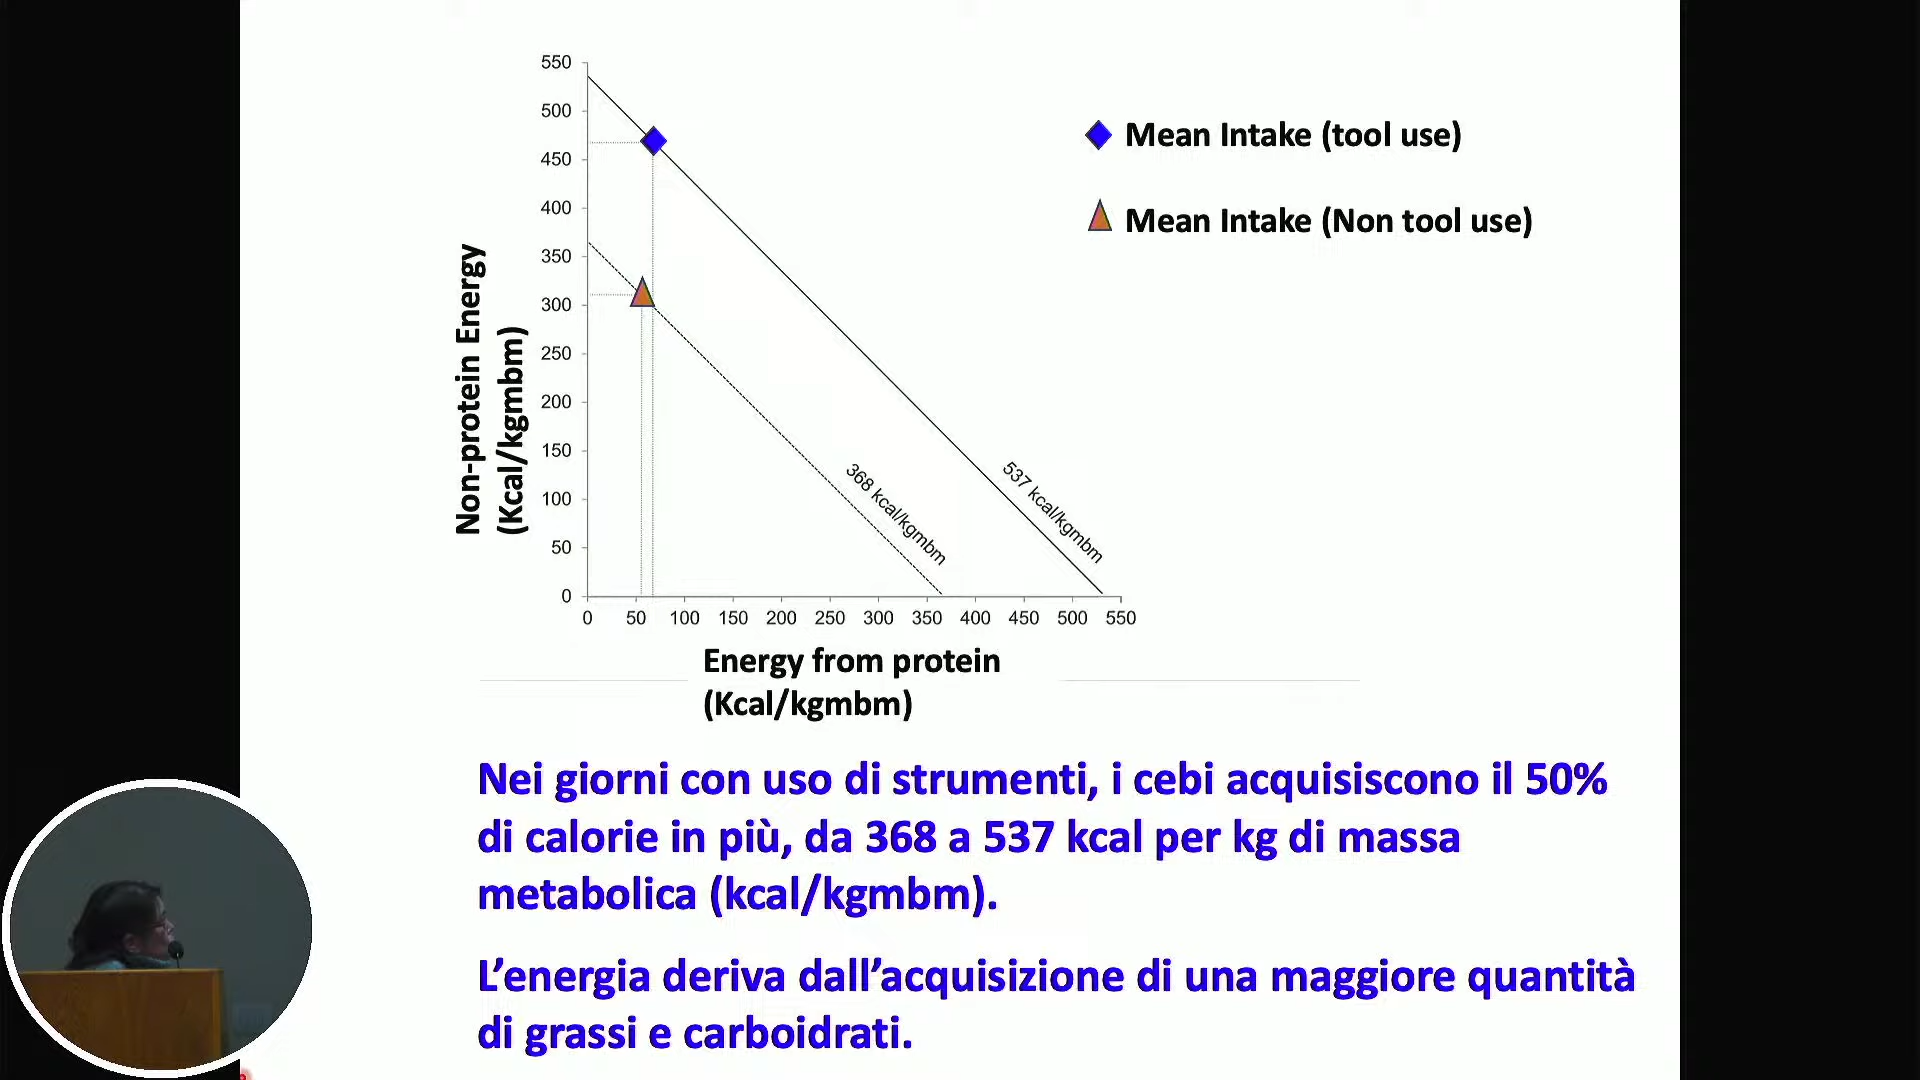 550
500
450
400
350
300
250
200
150
100
50
0
0 50 100 150 200 250 300 350 400 450 500 550
Non-protein Energy
(Kcal/kgmbm)
368 kcal/kgmbm
537 kcal/kgmbm
Energy from protein
(Kcal/kgmbm)
Mean Intake (tool use)
Mean Intake (Non tool use)
Nei giorni con uso di strumenti, i cebi acquisiscono il 50%
di calorie in più, da 368 a 537 kcal per kg di massa
metabolica (kcal/kgmbm).
L’energia deriva dall’acquisizione di una maggiore quantità
di grassi e carboidrati.